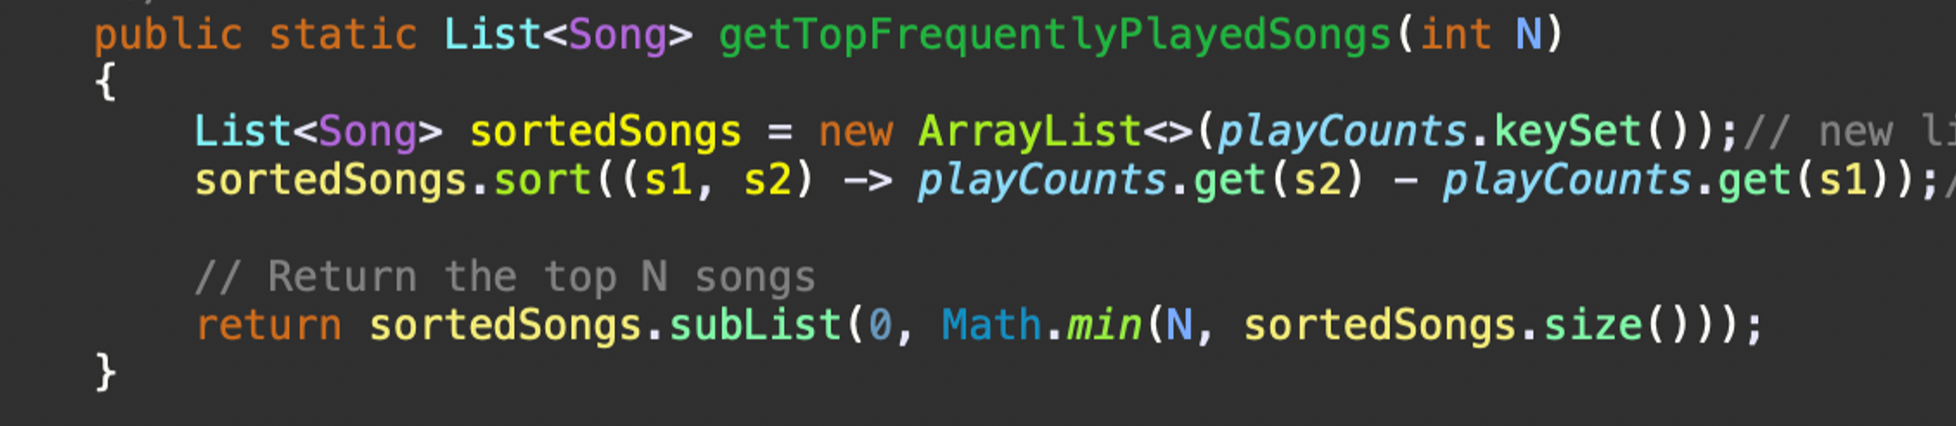 public static List<Song> getTopFrequentlyPlayedSongs(int N)
{
List<Song> sortedSongs = new ArrayList<>(playCounts.keySet());// new
sortedSongs.sort((s1, s2) -> playCounts.get(s2) - playCounts.get(s1));/
// Return the top N songs
return sortedSongs.subList(0, Math.min(N, sortedSongs.size()));
}